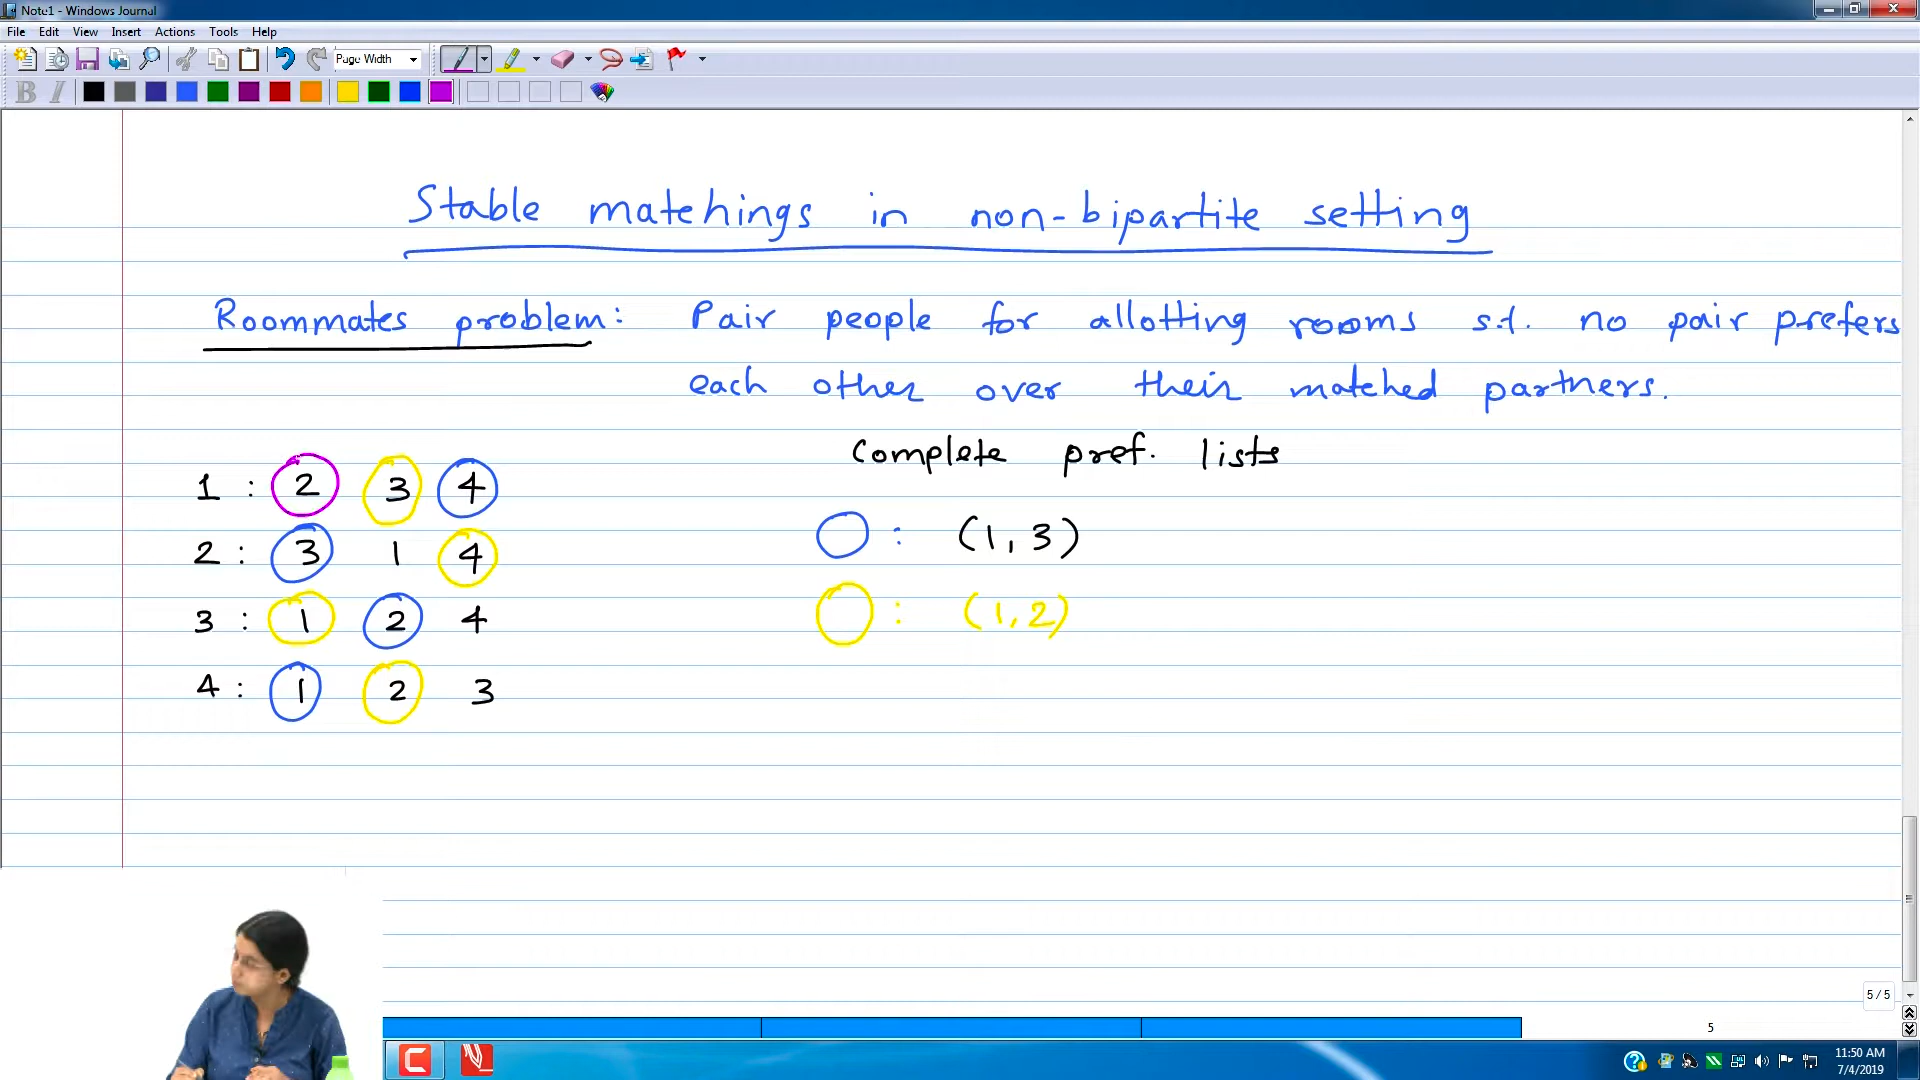 Note1 - Windows Journal
File Edit View Insert Actions Tools Help
Page Width
B I
Stable matchings in non-bipartite setting
Roommates problem: Pair people for allotting rooms s.t. no pair prefers
each other over their matched partners.
Complete pref. lists
1 : 2 3 4
2 : 3 1 4
3 : 1 2 4
4 : 1 2 3
: (1, 3)
: (1, 2)
5 / 5
5
11:50 AM
7/4/2019